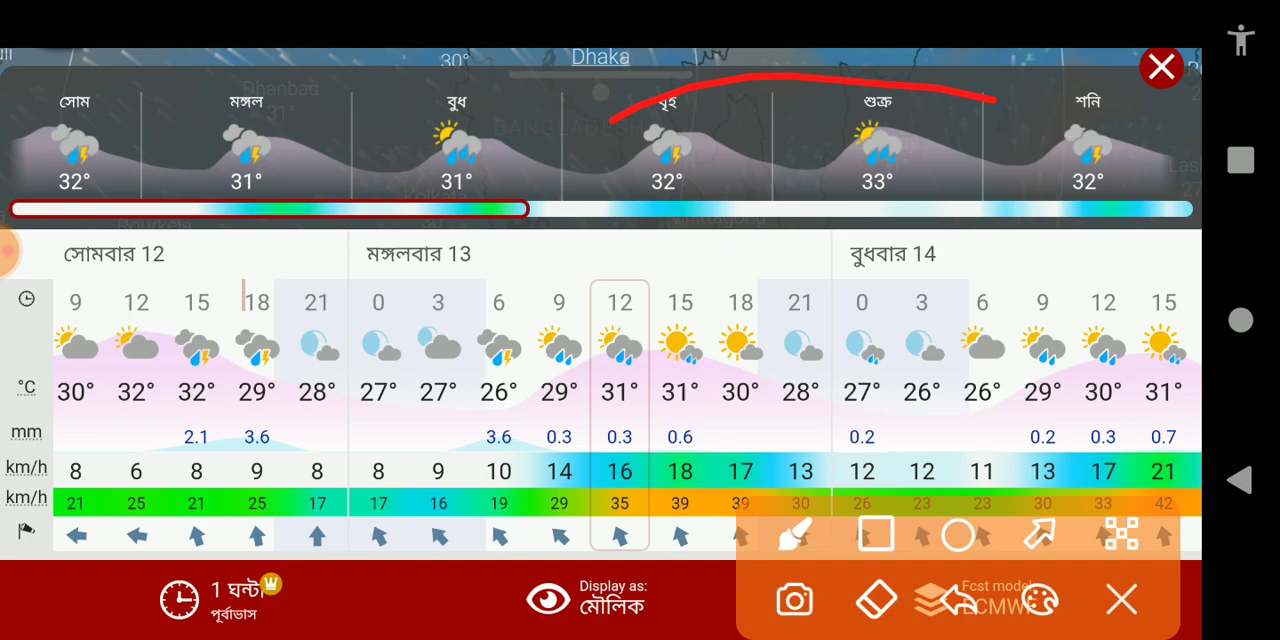 30°
Dhaka
Dhanbad
31°
BANGLADESH
সোম মঙ্গল বুধ বৃহ শুক্র শনি
32° 31° 31° 32° 33° 32°
সোমবার 12 মঙ্গলবার 13 বুধবার 14
9 12 15 18 21 0 3 6 9 12 15 18 21 0 3 6 9 12 15
°C 30° 32° 32° 29° 28° 27° 27° 26° 29° 31° 31° 30° 28° 27° 26° 26° 29° 30° 31°
mm 2.1 3.6 3.6 0.3 0.3 0.6 0.2 0.2 0.3 0.7
km/h 8 6 8 9 8 8 9 10 14 16 18 17 13 12 12 11 13 17 21
km/h 21 25 21 25 17 17 16 19 29 35 39 39 30 26 23 23 30 33 42
1 ঘন্টা
পূর্বাভাস
Display as:
মৌলিক
Fcst model
ECMWF